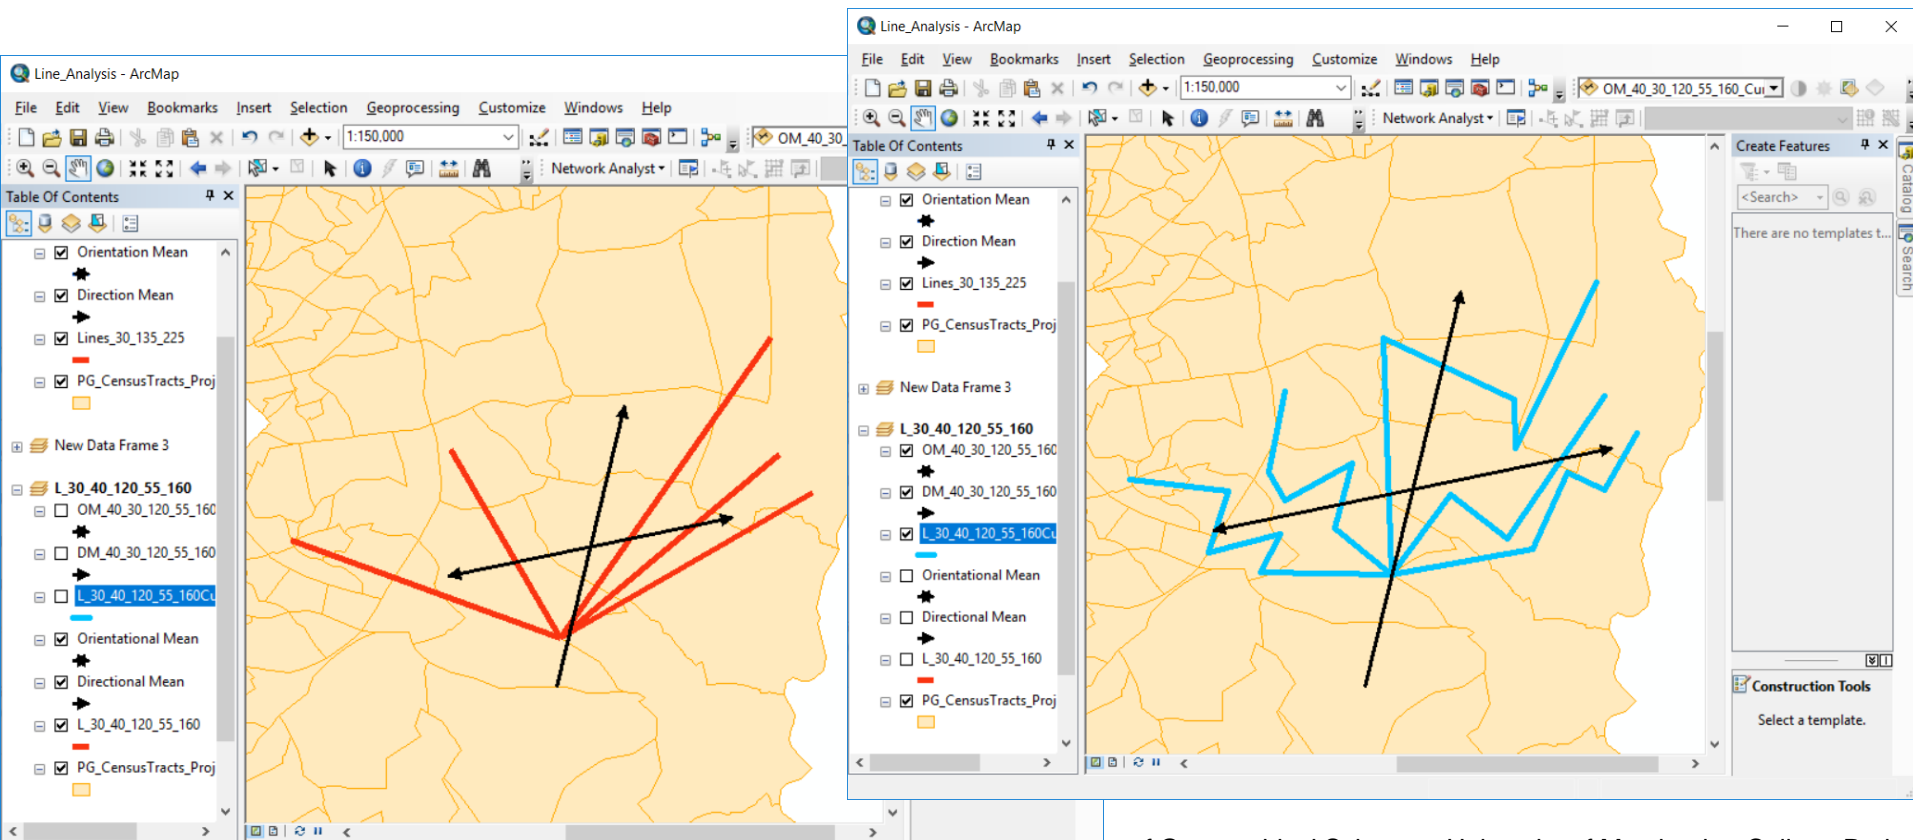 Line_Analysis - ArcMap
File Edit View Bookmarks Insert Selection Geoprocessing Customize Windows Help
1:150,000
OM_40_30_
Network Analyst
Table Of Contents
Orientation Mean
Direction Mean
Lines_30_135_225
PG_CensusTracts_Proj
New Data Frame 3
L_30_40_120_55_160
OM_40_30_120_55_160
DM_40_30_120_55_160
L_30_40_120_55_160Cu
Orientational Mean
Directional Mean
L_30_40_120_55_160
PG_CensusTracts_Proj
Line_Analysis - ArcMap
File Edit View Bookmarks Insert Selection Geoprocessing Customize Windows Help
1:150,000
OM_40_30_120_55_160_Cu
Network Analyst
Table Of Contents
Orientation Mean
Direction Mean
Lines_30_135_225
PG_CensusTracts_Proj
New Data Frame 3
L_30_40_120_55_160
OM_40_30_120_55_160
DM_40_30_120_55_160
L_30_40_120_55_160Cu
Orientational Mean
Directional Mean
L_30_40_120_55_160
PG_CensusTracts_Proj
Create Features
<Search>
There are no templates t...
Construction Tools
Select a template.
Catalog
Search